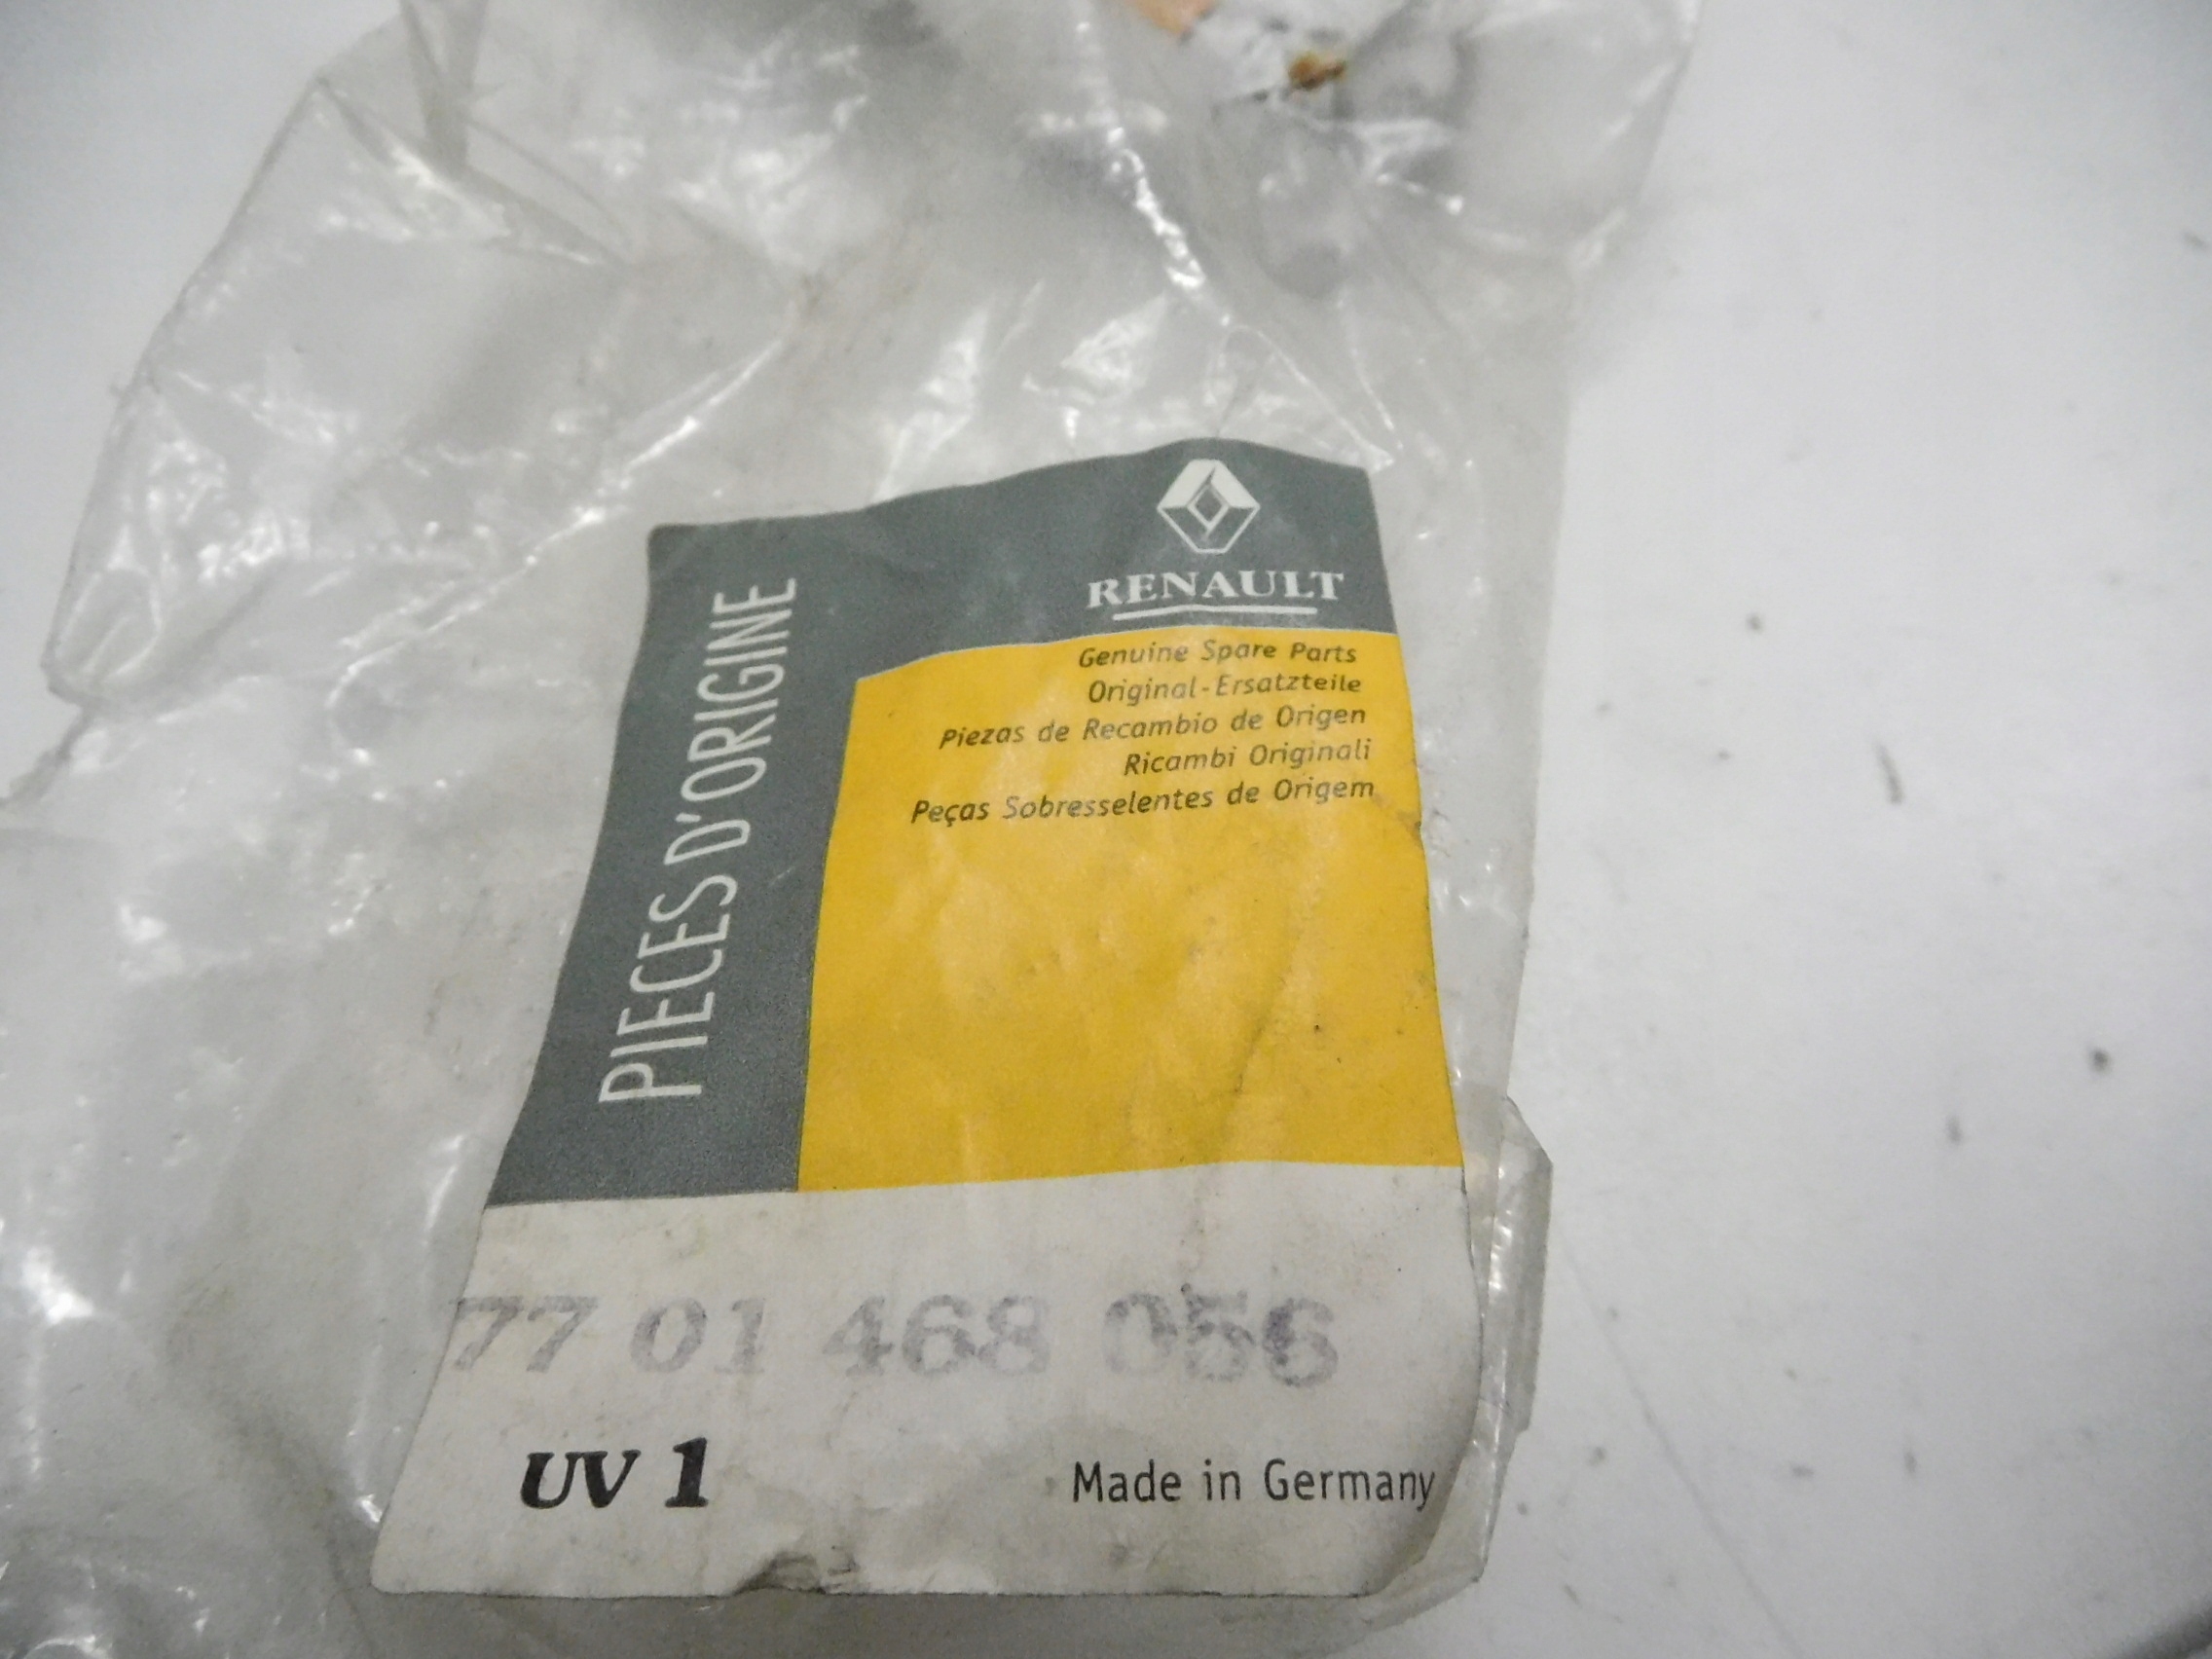 RENAULT
PIECES D'ORIGINE
Genuine Spare Parts
Original-Ersatzteile
Piezas de Recambio de Origen
Ricambi Originali
Peças Sobresselentes de Origem
77 01 468 056
UV 1
Made in Germany